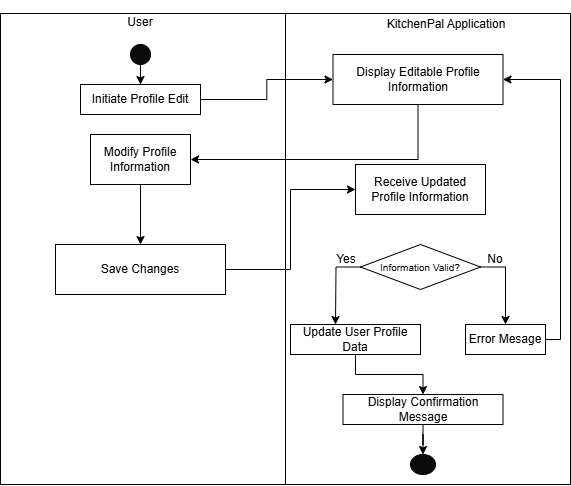 User
KitchenPal Application
Initiate Profile Edit
Display Editable Profile
Information
Modify Profile
Information
Receive Updated
Profile Information
Save Changes
Yes
Information Valid?
No
Update User Profile
Data
Error Mesage
Display Confirmation
Message